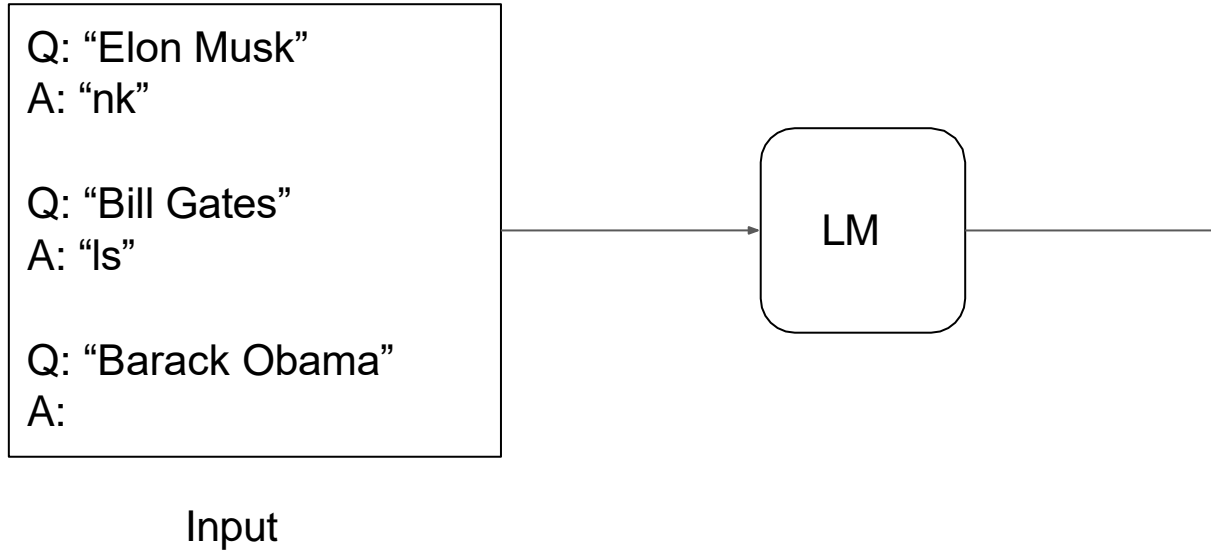 Q: “Elon Musk”
A: “nk”
Q: “Bill Gates”
A: “ls”
Q: “Barack Obama”
A:
LM
Input